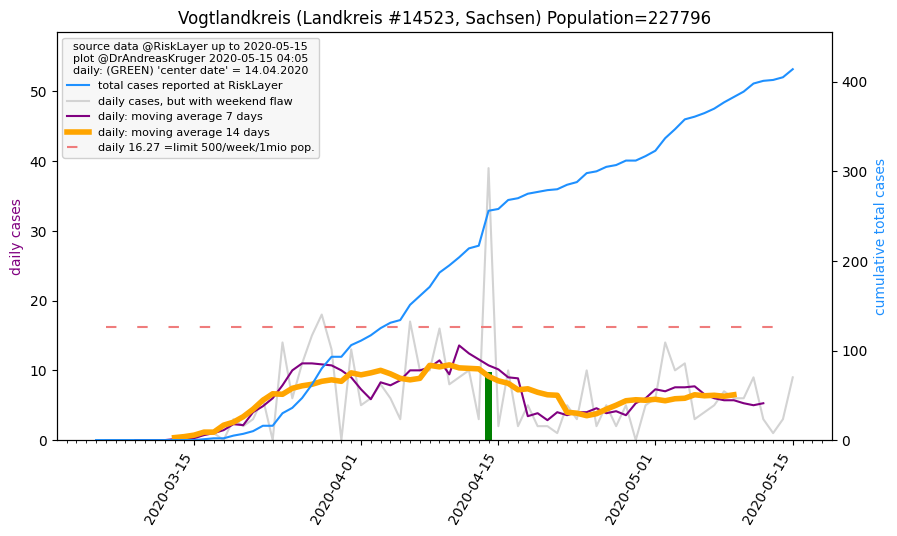 Vogtlandkreis (Landkreis #14523, Sachsen) Population=227796
source data @RiskLayer up to 2020-05-15
plot @DrAndreasKruger 2020-05-15 04:05
daily: (GREEN) 'center date' = 14.04.2020
total cases reported at RiskLayer
daily cases, but with weekend flaw
daily: moving average 7 days
daily: moving average 14 days
daily 16.27 =limit 500/week/1mio pop.
daily cases
50
40
30
20
10
0
400
300
200
100
0
cumulative total cases
2020-03-15
2020-04-01
2020-04-15
2020-05-01
2020-05-15